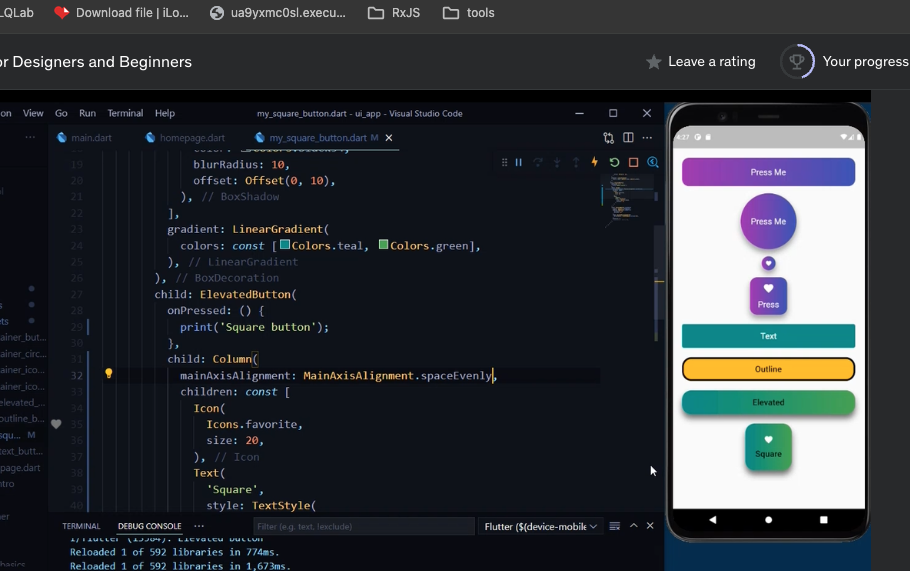 LQLab
Download file | iLo...
ua9yxmc0sl.execu...
RxJS
tools
or Designers and Beginners
Leave a rating
Your progress
on View Go Run Terminal Help
my_square_button.dart - ui_app - Visual Studio Code
main.dart
homepage.dart
my_square_button.dart M
19 blurRadius: 10,
20 offset: Offset(0, 10),
21 ), // BoxShadow
22 ],
23 gradient: LinearGradient(
24 colors: const [Colors.teal, Colors.green],
25 ), // LinearGradient
26 ), // BoxDecoration
27 child: ElevatedButton(
28 onPressed: () {
29 print('Square button');
30 },
31 child: Column(
32 mainAxisAlignment: MainAxisAlignment.spaceEvenly,
33 children: const [
34 Icon(
35 Icons.favorite,
36 size: 20,
37 ), // Icon
38 Text(
39 'Square',
40 style: TextStyle(
ets
ainer_but...
ainer_circ...
ainer_ico...
ainer_ico...
elevated_...
outline_b...
squ... M
text_butt...
page.dart
ntro
er
basics
TERMINAL
DEBUG CONSOLE
Filter (e.g. text, !exclude)
Flutter ($(device-mobile
Reloaded 1 of 592 libraries in 774ms.
Reloaded 1 of 592 libraries in 1,673ms.
4:27
Press Me
Press Me
Press
Text
Outline
Elevated
Square